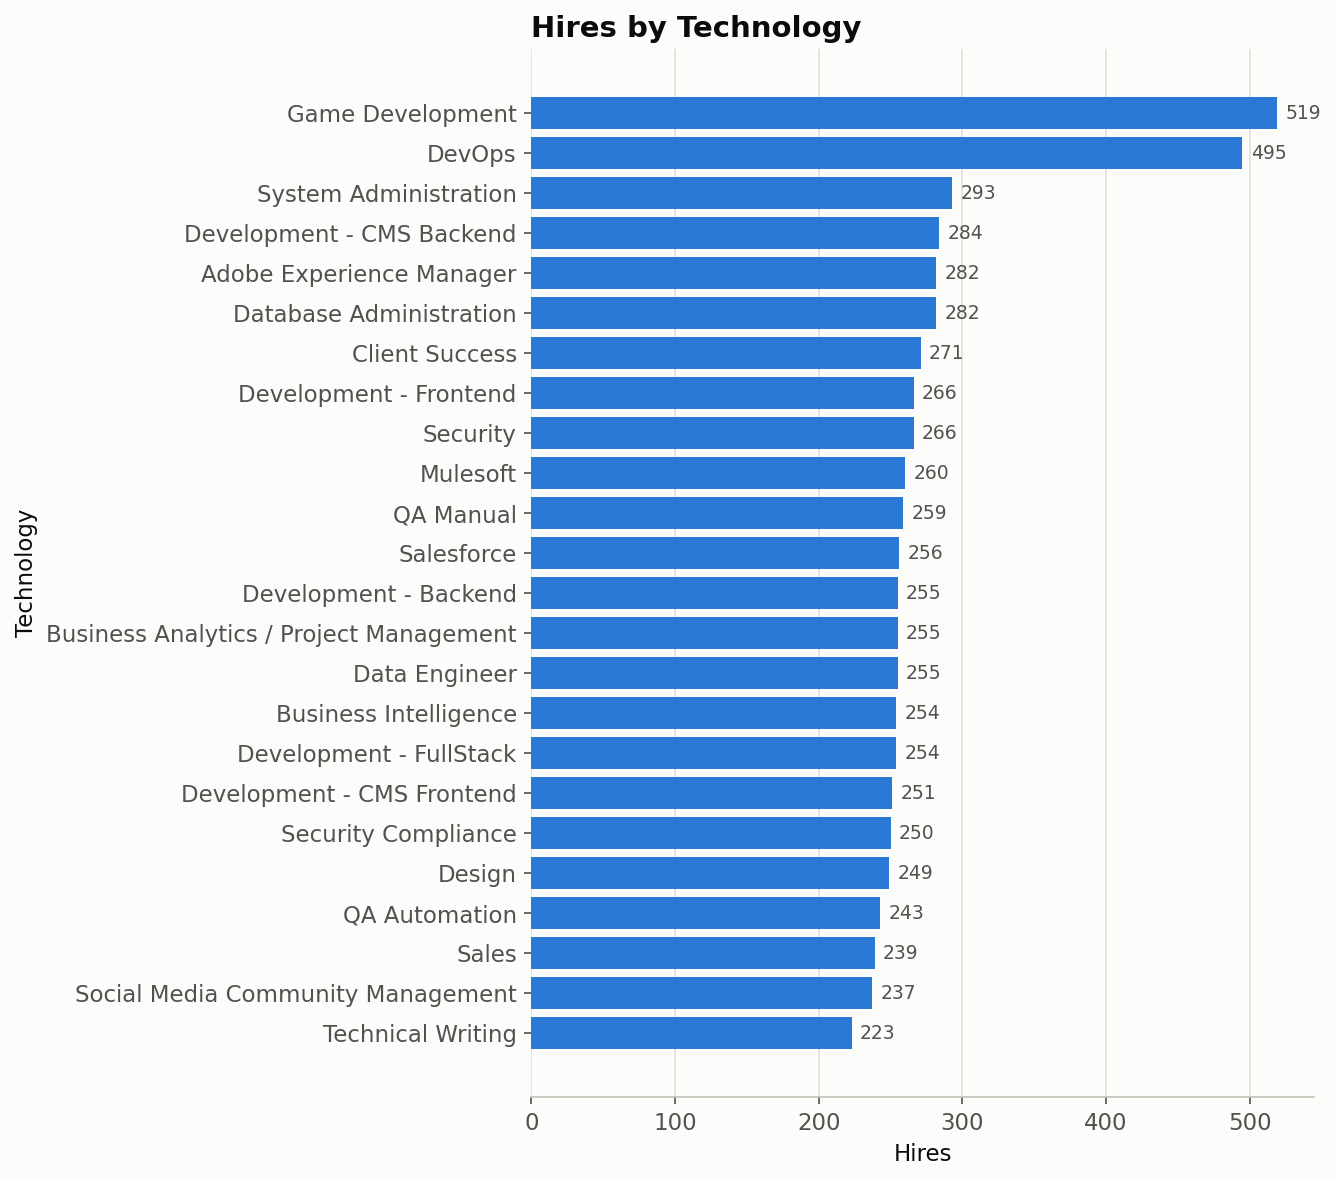 Hires by Technology
Game Development 519
DevOps 495
System Administration 293
Development - CMS Backend 284
Adobe Experience Manager 282
Database Administration 282
Client Success 271
Development - Frontend 266
Security 266
Mulesoft 260
QA Manual 259
Salesforce 256
Development - Backend 255
Business Analytics / Project Management 255
Data Engineer 255
Business Intelligence 254
Development - FullStack 254
Development - CMS Frontend 251
Security Compliance 250
Design 249
QA Automation 243
Sales 239
Social Media Community Management 237
Technical Writing 223
Technology
0 100 200 300 400 500
Hires